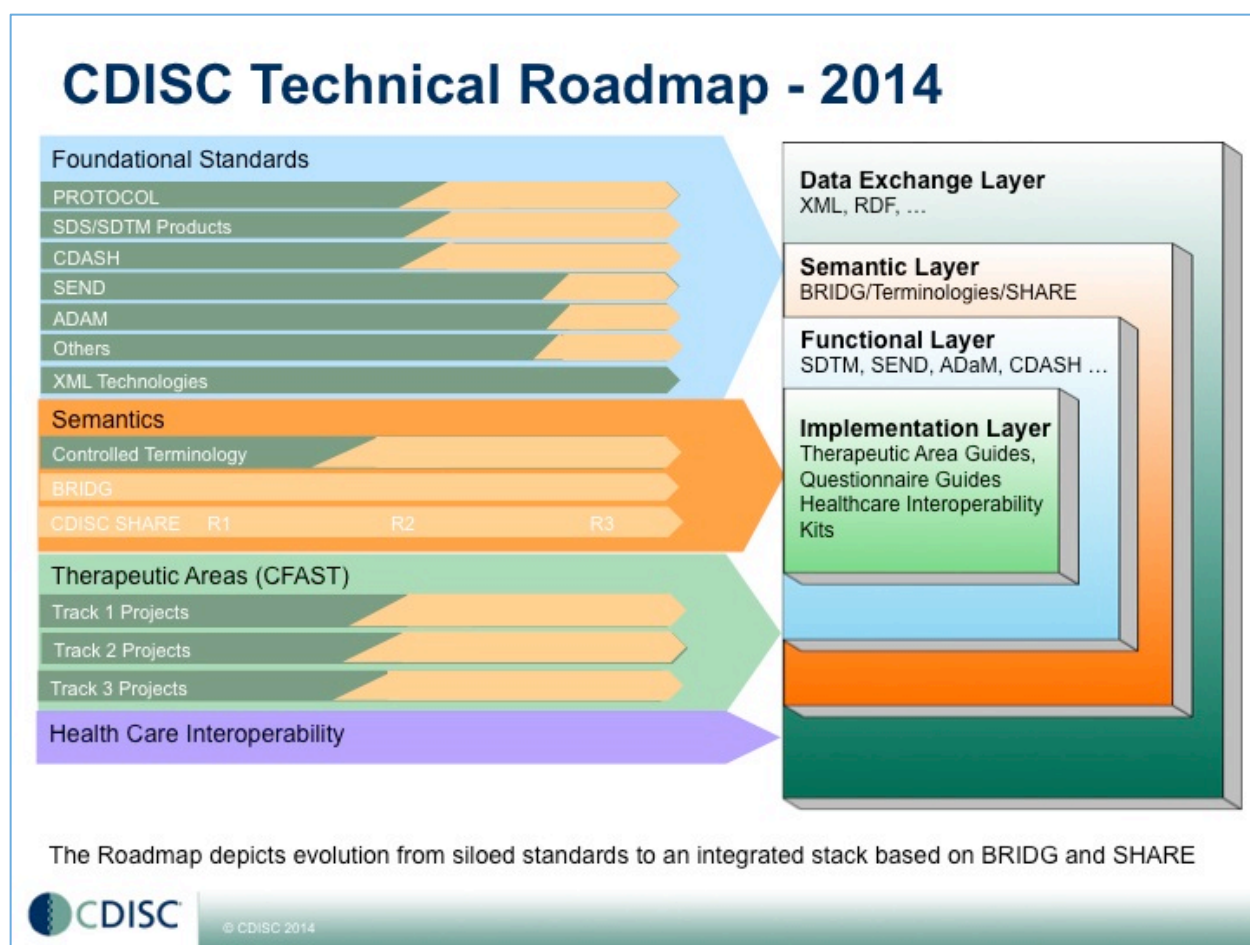 CDISC Technical Roadmap - 2014
Foundational Standards
PROTOCOL
SDS/SDTM Products
CDASH
SEND
ADAM
Others
XML Technologies
Semantics
Controlled Terminology
BRIDG
CDISC SHARE R1 R2 R3
Therapeutic Areas (CFAST)
Track 1 Projects
Track 2 Projects
Track 3 Projects
Health Care Interoperability
Data Exchange Layer
XML, RDF, …
Semantic Layer
BRIDG/Terminologies/SHARE
Functional Layer
SDTM, SEND, ADaM, CDASH …
Implementation Layer
Therapeutic Area Guides,
Questionnaire Guides
Healthcare Interoperability
Kits
The Roadmap depicts evolution from siloed standards to an integrated stack based on BRIDG and SHARE
CDISC
© CDISC 2014